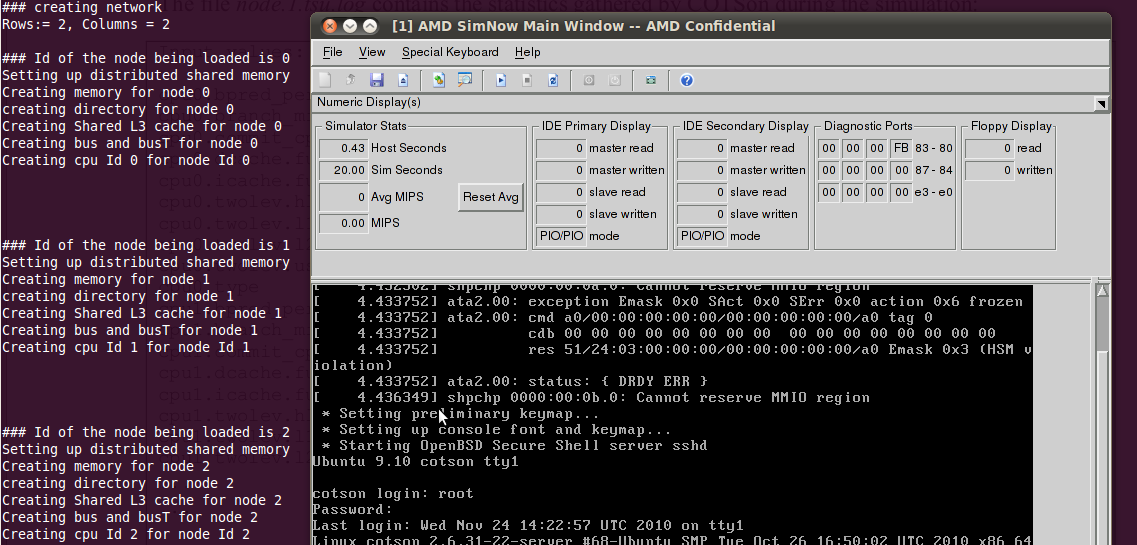 ### creating network
Rows:= 2, Columns = 2
### Id of the node being loaded is 0
Setting up distributed shared memory
Creating memory for node 0
creating directory for node 0
Creating Shared L3 cache for node 0
Creating bus and busT for node 0
Creating cpu Id 0 for node Id 0
### Id of the node being loaded is 1
Setting up distributed shared memory
Creating memory for node 1
creating directory for node 1
Creating Shared L3 cache for node 1
Creating bus and busT for node 1
Creating cpu Id 1 for node Id 1
### Id of the node being loaded is 2
Setting up distributed shared memory
Creating memory for node 2
creating directory for node 2
Creating Shared L3 cache for node 2
Creating bus and busT for node 2
Creating cpu Id 2 for node Id 2
[1] AMD SimNow Main Window -- AMD Confidential
File View Special Keyboard Help
Numeric Display(s)
Simulator Stats
0.43 Host Seconds
20.00 Sim Seconds
0 Avg MIPS Reset Avg
0.00 MIPS
IDE Primary Display
0 master read
0 master written
0 slave read
0 slave written
PIO/PIO mode
IDE Secondary Display
0 master read
0 master written
0 slave read
0 slave written
PIO/PIO mode
Diagnostic Ports
00 00 00 FB 83 - 80
00 00 00 00 87 - 84
00 00 00 00 e3 - e0
Floppy Display
0 read
0 written
[    4.432302] shpchp 0000:00:0a.0: Cannot reserve MMIO region
[    4.433752] ata2.00: exception Emask 0x0 SAct 0x0 SErr 0x0 action 0x6 frozen
[    4.433752] ata2.00: cmd a0/00:00:00:00:00/00:00:00:00:00/a0 tag 0
[    4.433752]          cdb 00 00 00 00 00 00 00 00  00 00 00 00 00 00 00 00
[    4.433752]          res 51/24:03:00:00:00/00:00:00:00:00/a0 Emask 0x3 (HSM v
iolation)
[    4.433752] ata2.00: status: { DRDY ERR }
[    4.436349] shpchp 0000:00:0b.0: Cannot reserve MMIO region
* Setting preliminary keymap...
* Setting up console font and keymap...
* Starting OpenBSD Secure Shell server sshd
Ubuntu 9.10 cotson tty1
cotson login: root
Password:
Last login: Wed Nov 24 14:22:57 UTC 2010 on tty1
Linux cotson 2.6.31-22-server #68-Ubuntu SMP Tue Oct 26 16:50:02 UTC 2010 x86_64